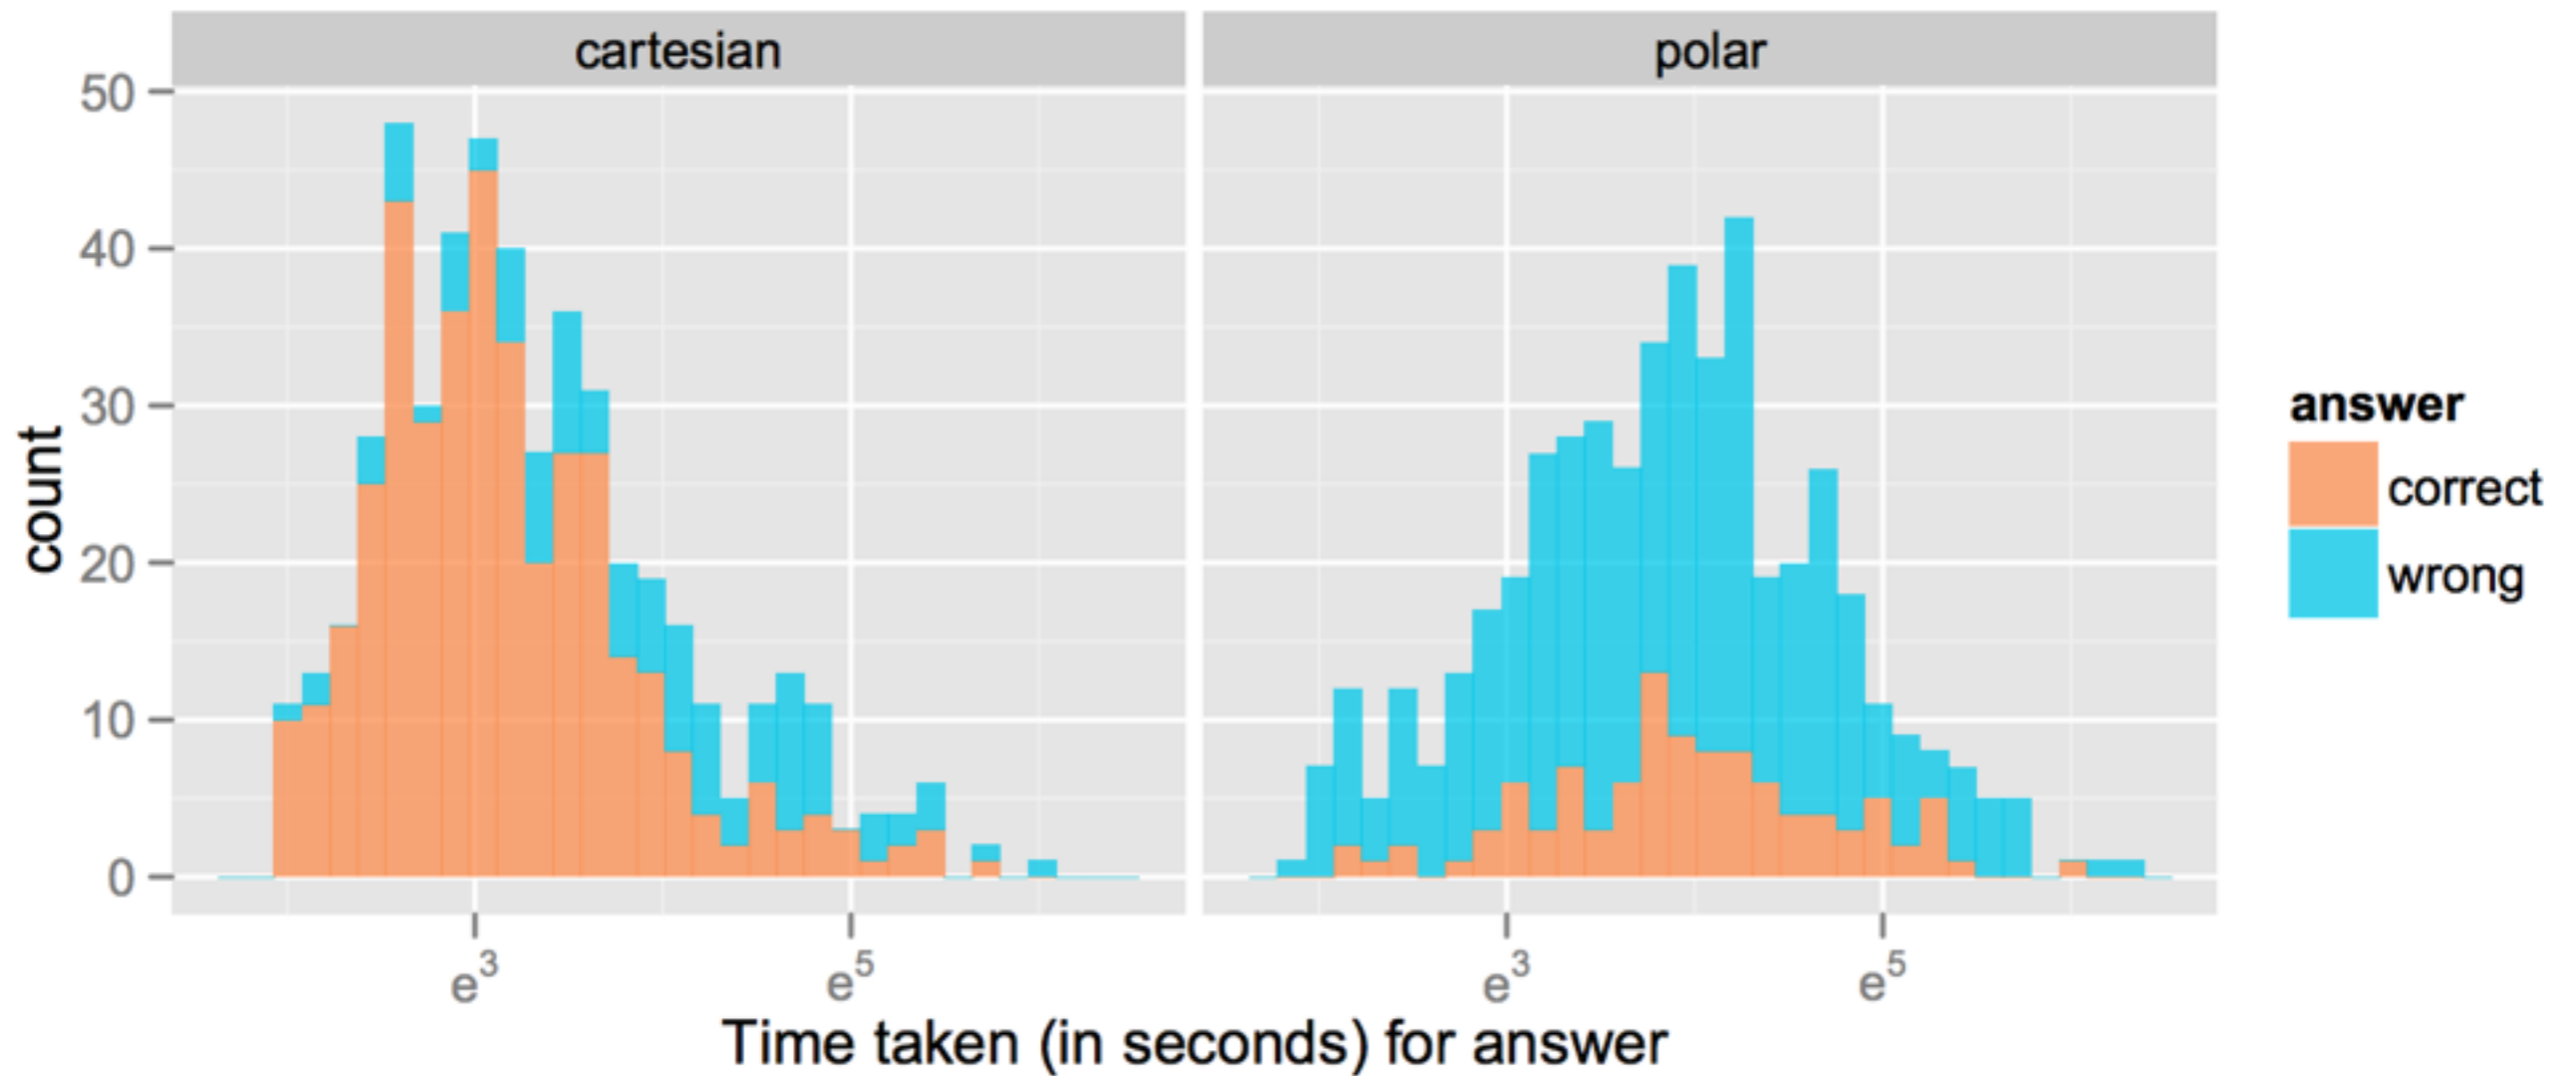 cartesian
polar
50
40
30
20
10
0
count
e³
e⁵
e³
e⁵
Time taken (in seconds) for answer
answer
correct
wrong